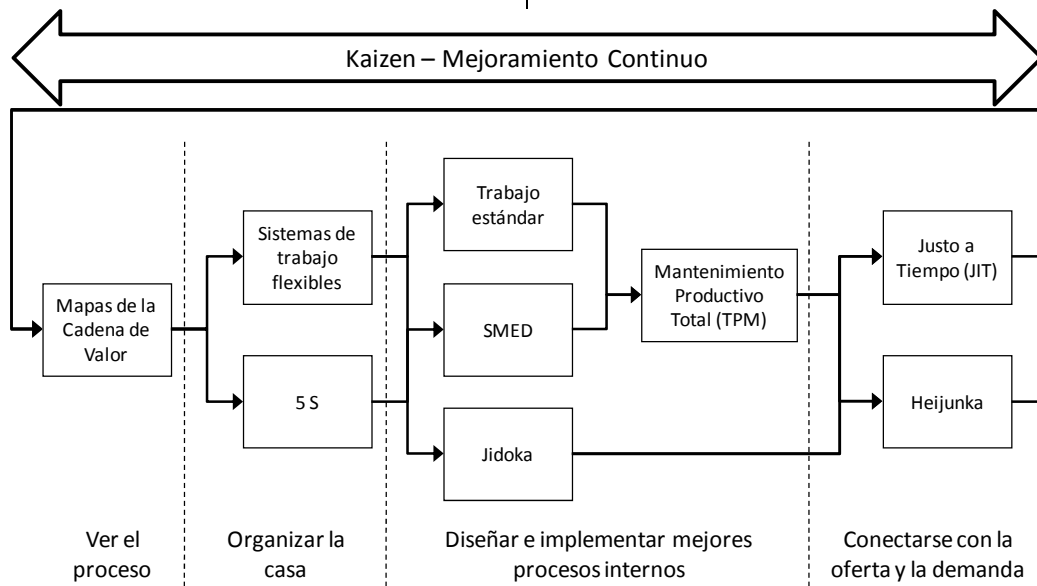 Kaizen – Mejoramiento Continuo
Mapas de la
Cadena de
Valor
Sistemas de
trabajo
flexibles
5 S
Trabajo
estándar
SMED
Jidoka
Mantenimiento
Productivo
Total (TPM)
Justo a
Tiempo (JIT)
Heijunka
Ver el
proceso
Organizar la
casa
Diseñar e implementar mejores
procesos internos
Conectarse con la
oferta y la demanda